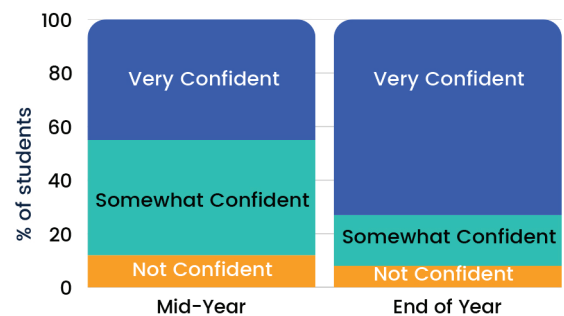 % of students
100
80
60
40
20
0
Very Confident
Somewhat Confident
Not Confident
Very Confident
Somewhat Confident
Not Confident
Mid-Year
End of Year